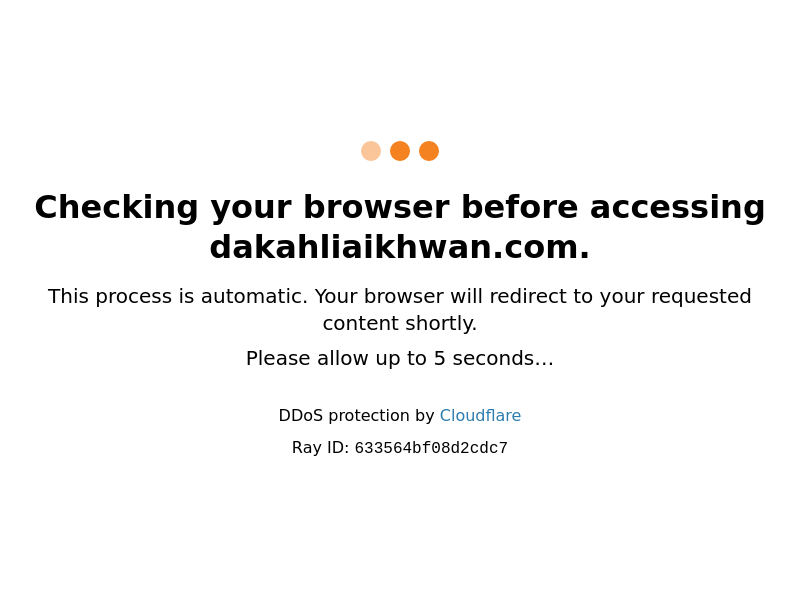 Checking your browser before accessing
dakahliaikhwan.com.
This process is automatic. Your browser will redirect to your requested
content shortly.
Please allow up to 5 seconds…
DDoS protection by Cloudflare
Ray ID: 633564bf08d2cdc7